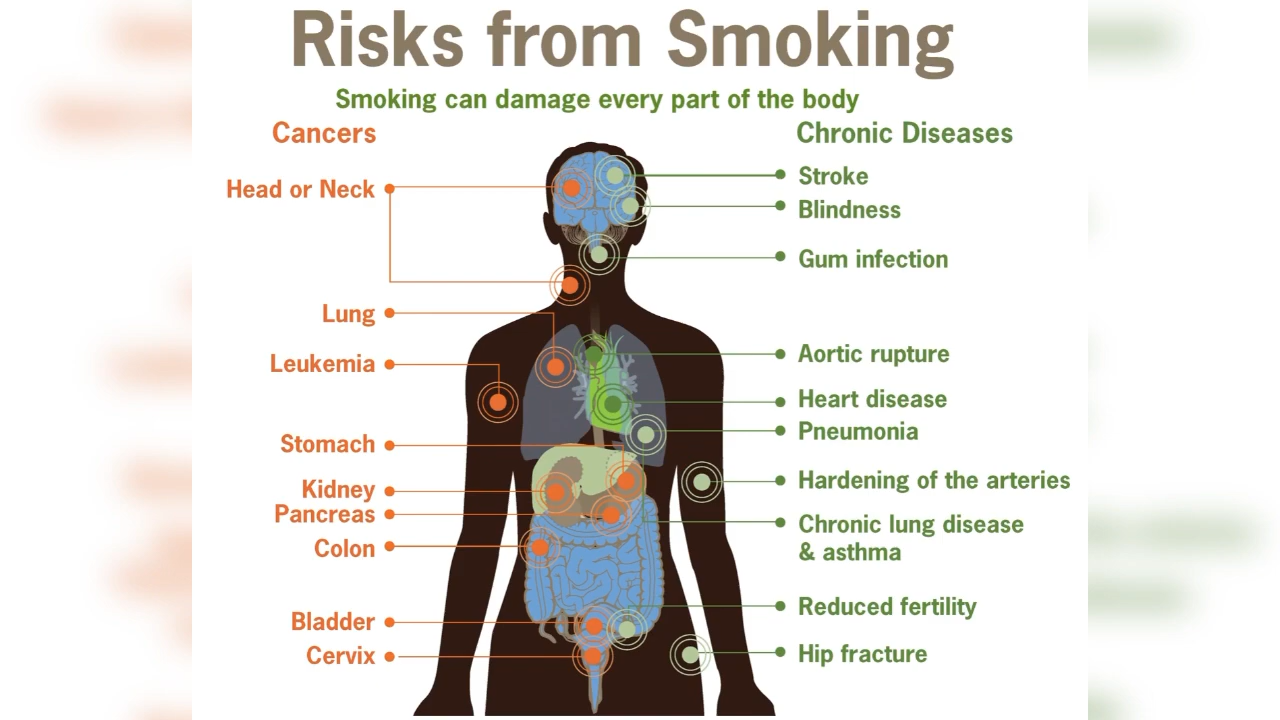 Risks from Smoking
Smoking can damage every part of the body
Cancers
Head or Neck
Lung
Leukemia
Stomach
Kidney
Pancreas
Colon
Bladder
Cervix
Chronic Diseases
Stroke
Blindness
Gum infection
Aortic rupture
Heart disease
Pneumonia
Hardening of the arteries
Chronic lung disease
& asthma
Reduced fertility
Hip fracture